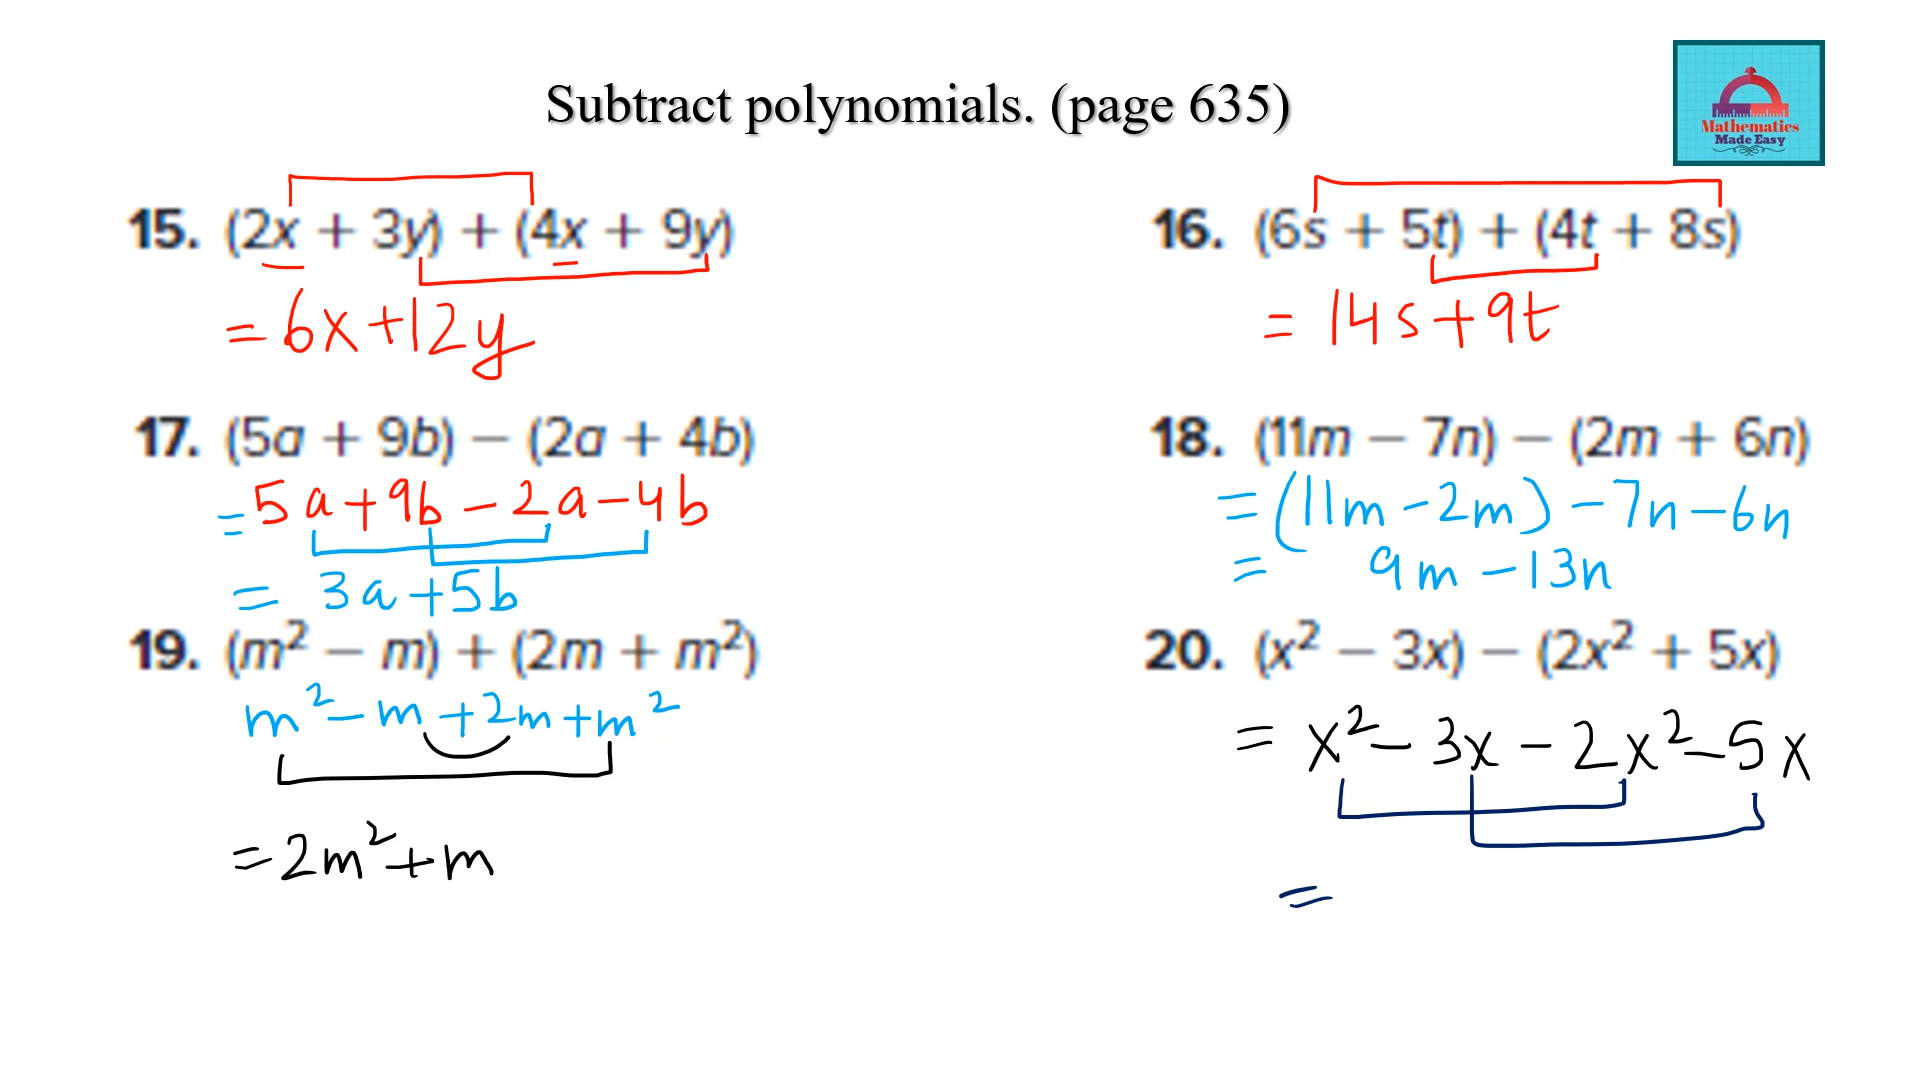 Subtract polynomials. (page 635)
Mathematics
Made Easy
15. (2x + 3y) + (4x + 9y)
= 6x+12y
16. (6s + 5t) + (4t + 8s)
= 14s+9t
17. (5a + 9b) − (2a + 4b)
= 5a+9b−2a−4b
= 3a+5b
18. (11m − 7n) − (2m + 6n)
= (11m−2m)−7n−6n
= 9m−13n
19. (m² − m) + (2m + m²)
m²−m+2m+m²
=2m²+m
20. (x² − 3x) − (2x² + 5x)
= x²−3x−2x²−5x
=